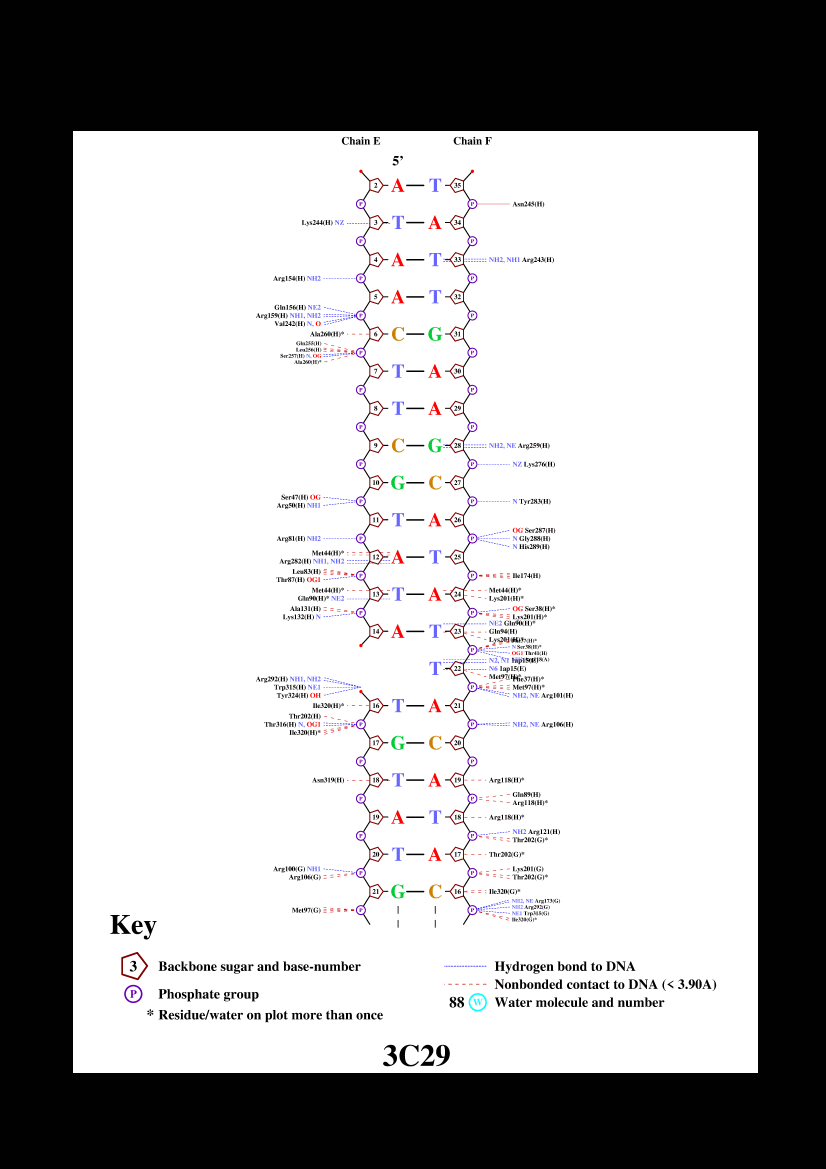 Chain E Chain F
5'
2 A T 35
P P Asn245(H)
Lys244(H) NZ 3 T A 34
P P
4 A T 33 NH2, NH1 Arg243(H)
Arg154(H) NH2 P P
5 A T 32
Gln156(H) NE2
Arg159(H) NH1, NH2 P P
Val242(H) N, O
Ala260(H)* 6 C G 31
Glu255(H)
Leu256(H) P P
Ser257(H) N, OG
Ala260(H)*
7 T A 30
P P
8 T A 29
P P
9 C G 28 NH2, NE Arg259(H)
P P NZ Lys276(H)
10 G C 27
Ser47(H) OG
Arg50(H) NH1 P P N Tyr283(H)
11 T A 26
OG Ser287(H)
Arg81(H) NH2 P P N Gly288(H)
N His289(H)
Met44(H)*
Arg282(H) NH1, NH2 12 A T 25
Leu83(H)
Thr87(H) OG1 P P Ile174(H)
Met44(H)* 13 T A 24 Met44(H)*
Gln90(H)* NE2 Lys201(H)*
Ala131(H) P P OG Ser38(H)*
Lys132(H) N Lys201(H)*
NE2 Gln90(H)*
14 A T 23 Gln94(H)
P N Ser38(H)*
OG1 Thr41(H)
T 22 N6 1ap15(E)
Met97(H)*
Arg292(H) NH1, NH2 Phe37(H)*
Trp315(H) NE1 P Met97(H)*
Tyr324(H) OH NH2, NE Arg101(H)
Ile320(H)* 16 T A 21
Thr202(H)
Thr316(H) N, OG1 P P NH2, NE Arg106(H)
Ile320(H)*
17 G C 20
P P
Asn319(H) 18 T A 19 Arg118(H)*
P P Gln89(H)
Arg118(H)*
19 A T 18 Arg118(H)*
P P NH2 Arg121(H)
Thr202(G)*
20 T A 17 Thr202(G)*
Arg100(G) NH1 P P Lys201(G)
Arg106(G) Thr202(G)*
21 G C 16 Ile320(G)*
NH2, NE Arg173(G)
Met97(G) P P NH2 Arg292(G)
NE1 Trp315(G)
Ile320(G)*
Key
3 Backbone sugar and base-number
P Phosphate group
* Residue/water on plot more than once
Hydrogen bond to DNA
Nonbonded contact to DNA (< 3.90A)
88 W Water molecule and number
3C29